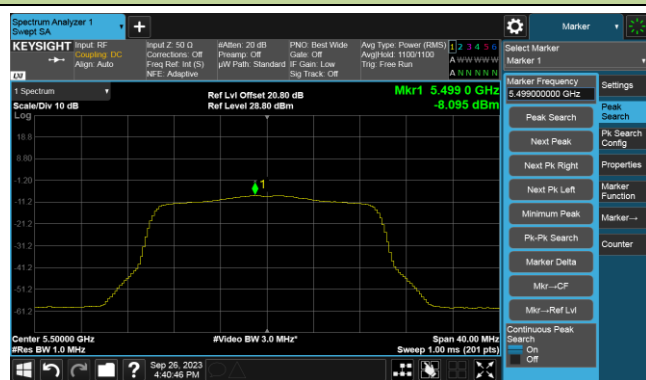 Spectrum Analyzer 1
Swept SA
Marker
KEYSIGHT
Input: RF
Coupling: DC
Align: Auto
Input Z: 50 Ω
Corrections: Off
Freq Ref: Int (S)
NFE: Adaptive
#Atten: 20 dB
Preamp: Off
µW Path: Standard
PNO: Best Wide
Gate: Off
IF Gain: Low
Sig Track: Off
Avg Type: Power (RMS)
Avg|Hold: 1100/1100
Trig: Free Run
1 2 3 4 5 6
A W W W W W
A N N N N N
Select Marker
Marker 1
1 Spectrum
Scale/Div 10 dB
Log
Ref Lvl Offset 20.80 dB
Ref Level 28.80 dBm
Mkr1 5.499 0 GHz
-8.095 dBm
18.8
8.80
-1.20
-11.2
-21.2
-31.2
-41.2
-51.2
-61.2
1
Center 5.50000 GHz
#Res BW 1.0 MHz
#Video BW 3.0 MHz*
Span 40.00 MHz
Sweep 1.00 ms (201 pts)
Marker Frequency
5.499000000 GHz
Peak Search
Next Peak
Next Pk Right
Next Pk Left
Minimum Peak
Pk-Pk Search
Marker Delta
Mkr→CF
Mkr→Ref Lvl
Continuous Peak
Search
On
Off
Settings
Peak
Search
Pk Search
Config
Properties
Marker
Function
Marker→
Counter
Sep 26, 2023
4:40:46 PM